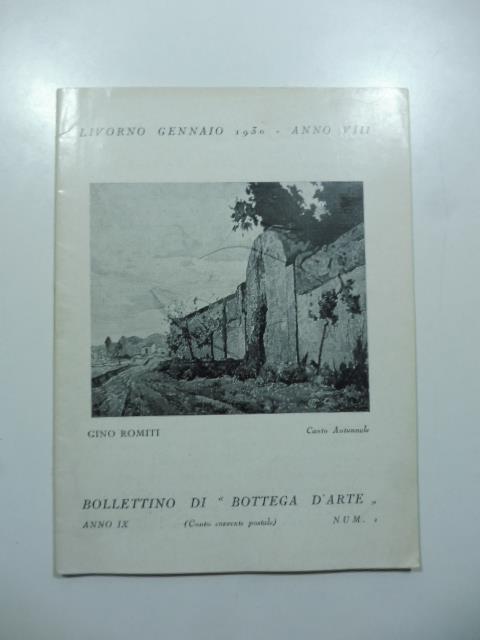 LIVORNO GENNAIO 1930 - ANNO VIII
GINO ROMITI Canto Autunnale
BOLLETTINO DI " BOTTEGA D'ARTE „
ANNO IX (Conto corrente postale) NUM. 1